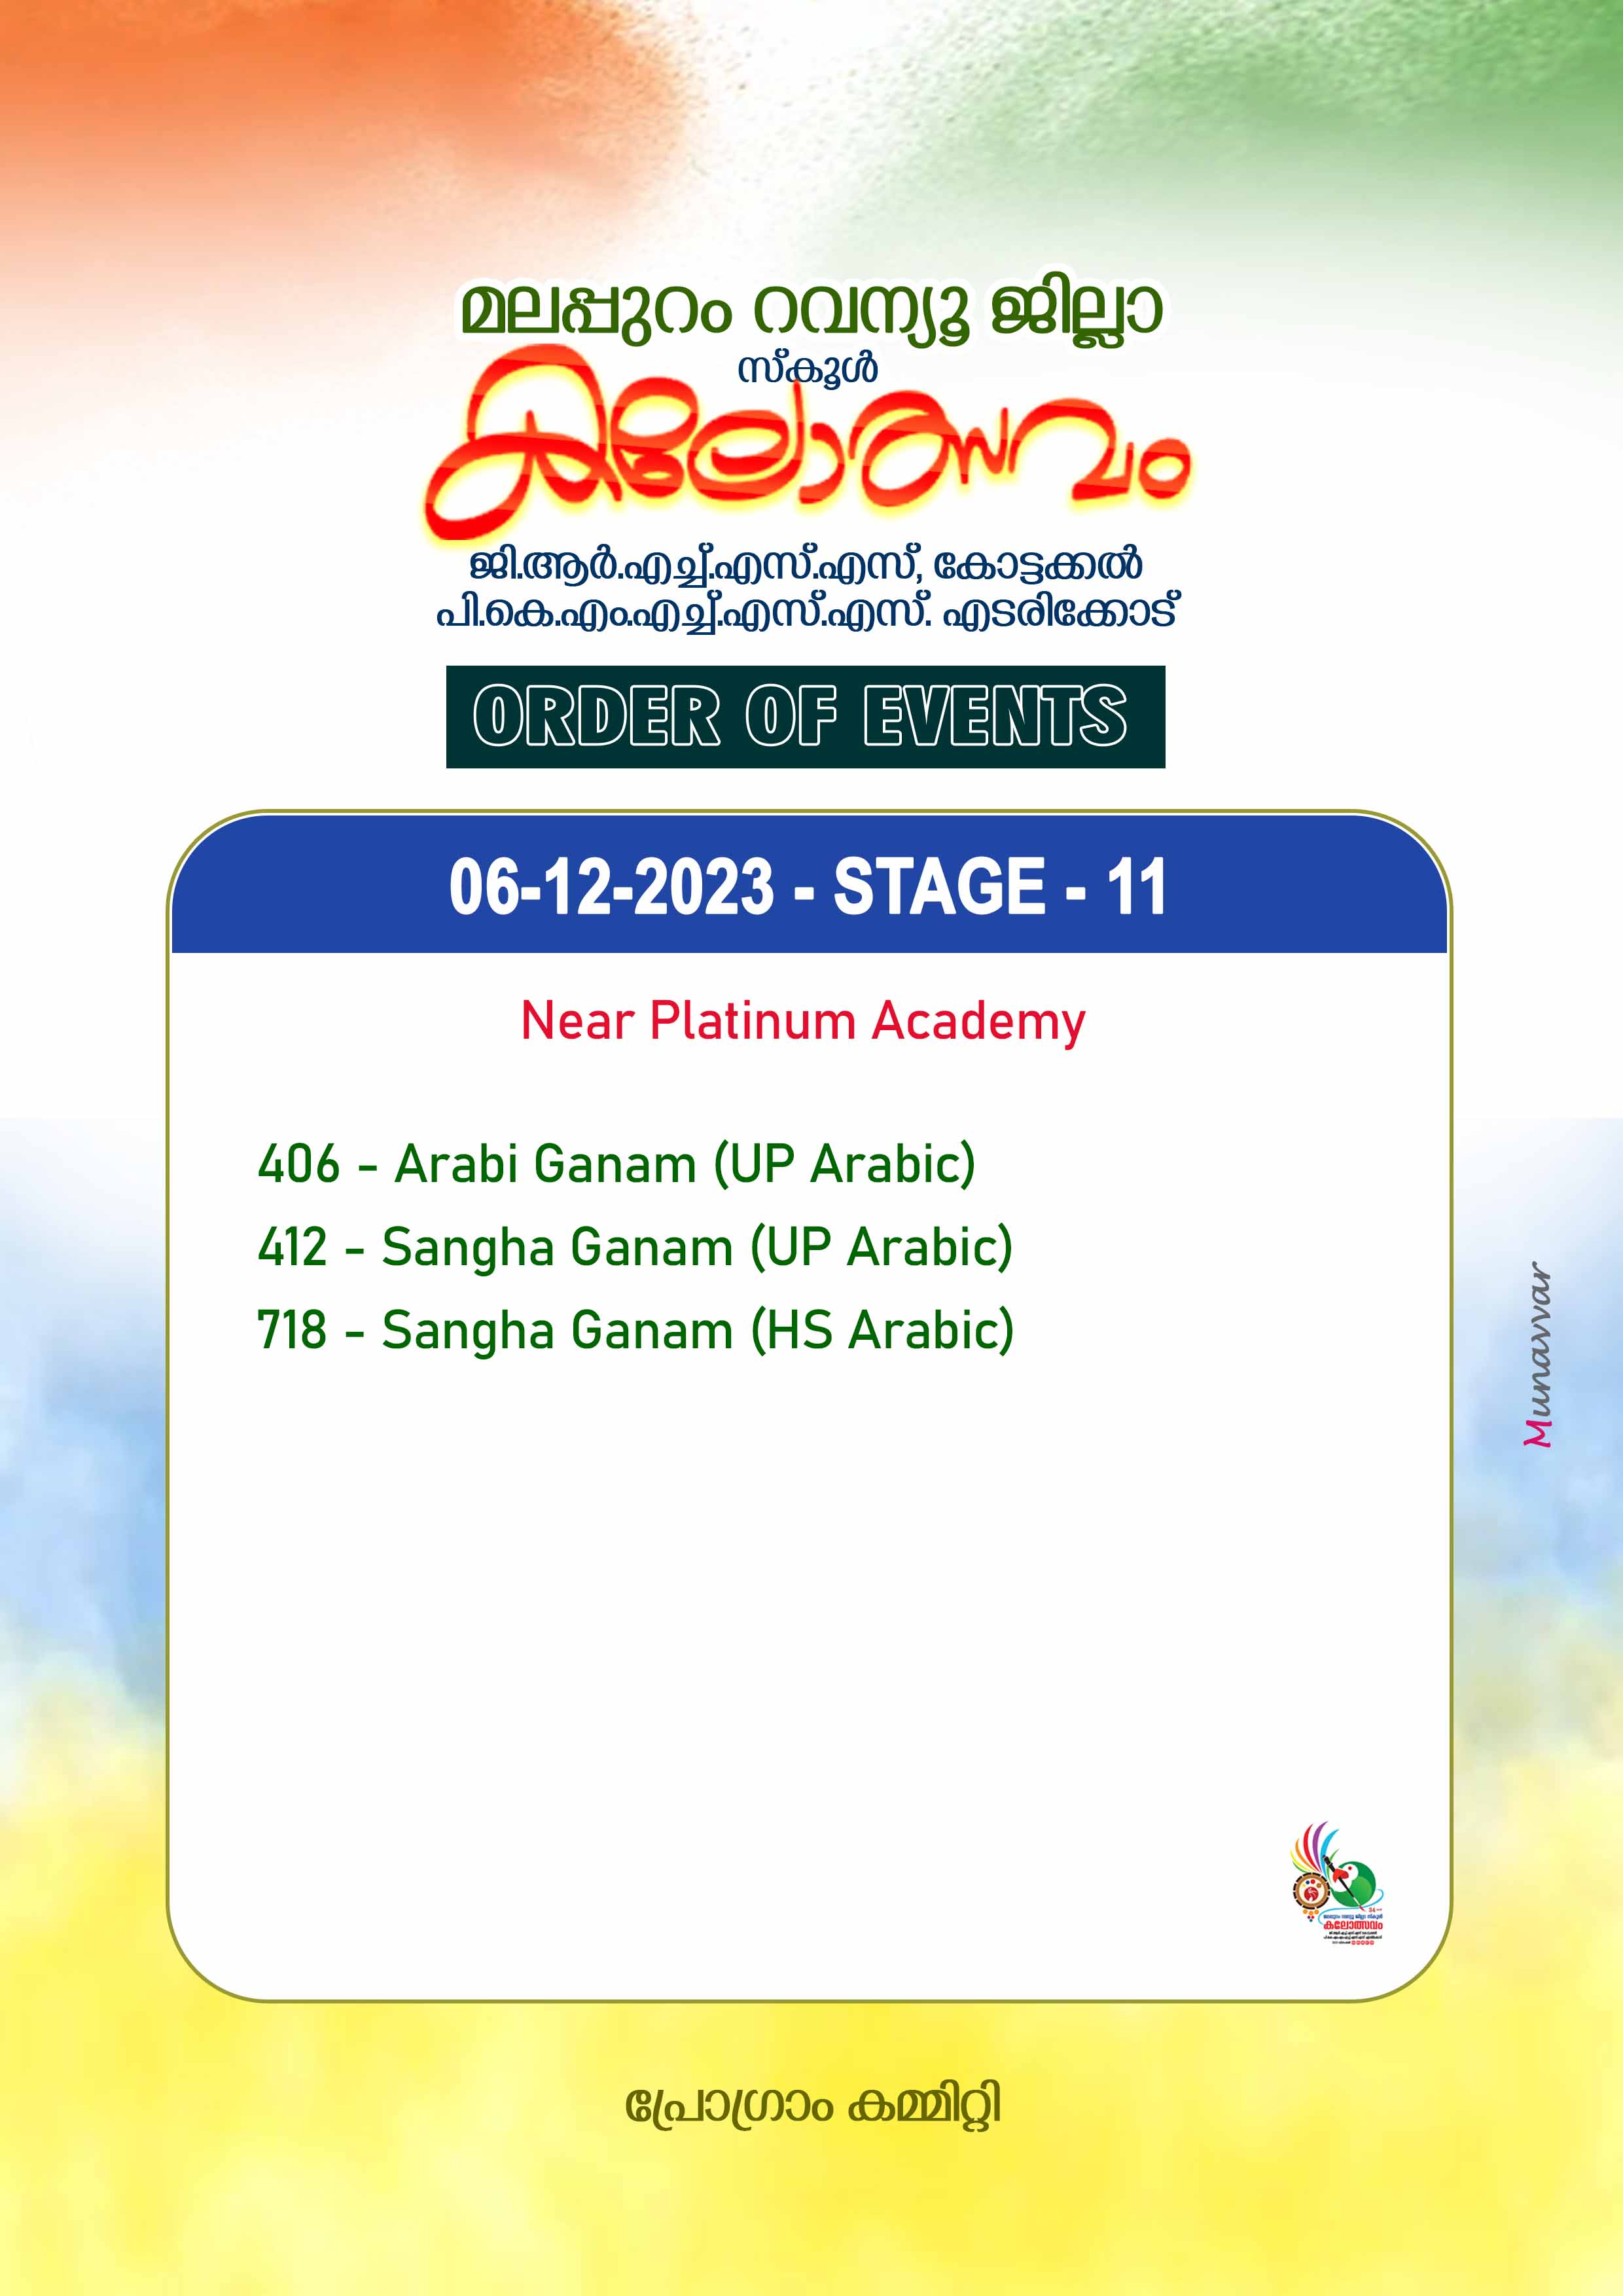 മലപ്പുറം റവന്യൂ ജില്ലാ
സ്കൂൾ
കലോത്സവം
ജി.ആർ.എച്ച്.എസ്.എസ്, കോട്ടക്കൽ
പി.കെ.എം.എച്ച്.എസ്.എസ്. എടരിക്കോട്
ORDER OF EVENTS
06-12-2023 - STAGE - 11
Near Platinum Academy
406 - Arabi Ganam (UP Arabic)
412 - Sangha Ganam (UP Arabic)
718 - Sangha Ganam (HS Arabic)
Munavvar
കലോത്സവം
പ്രോഗ്രാം കമ്മിറ്റി